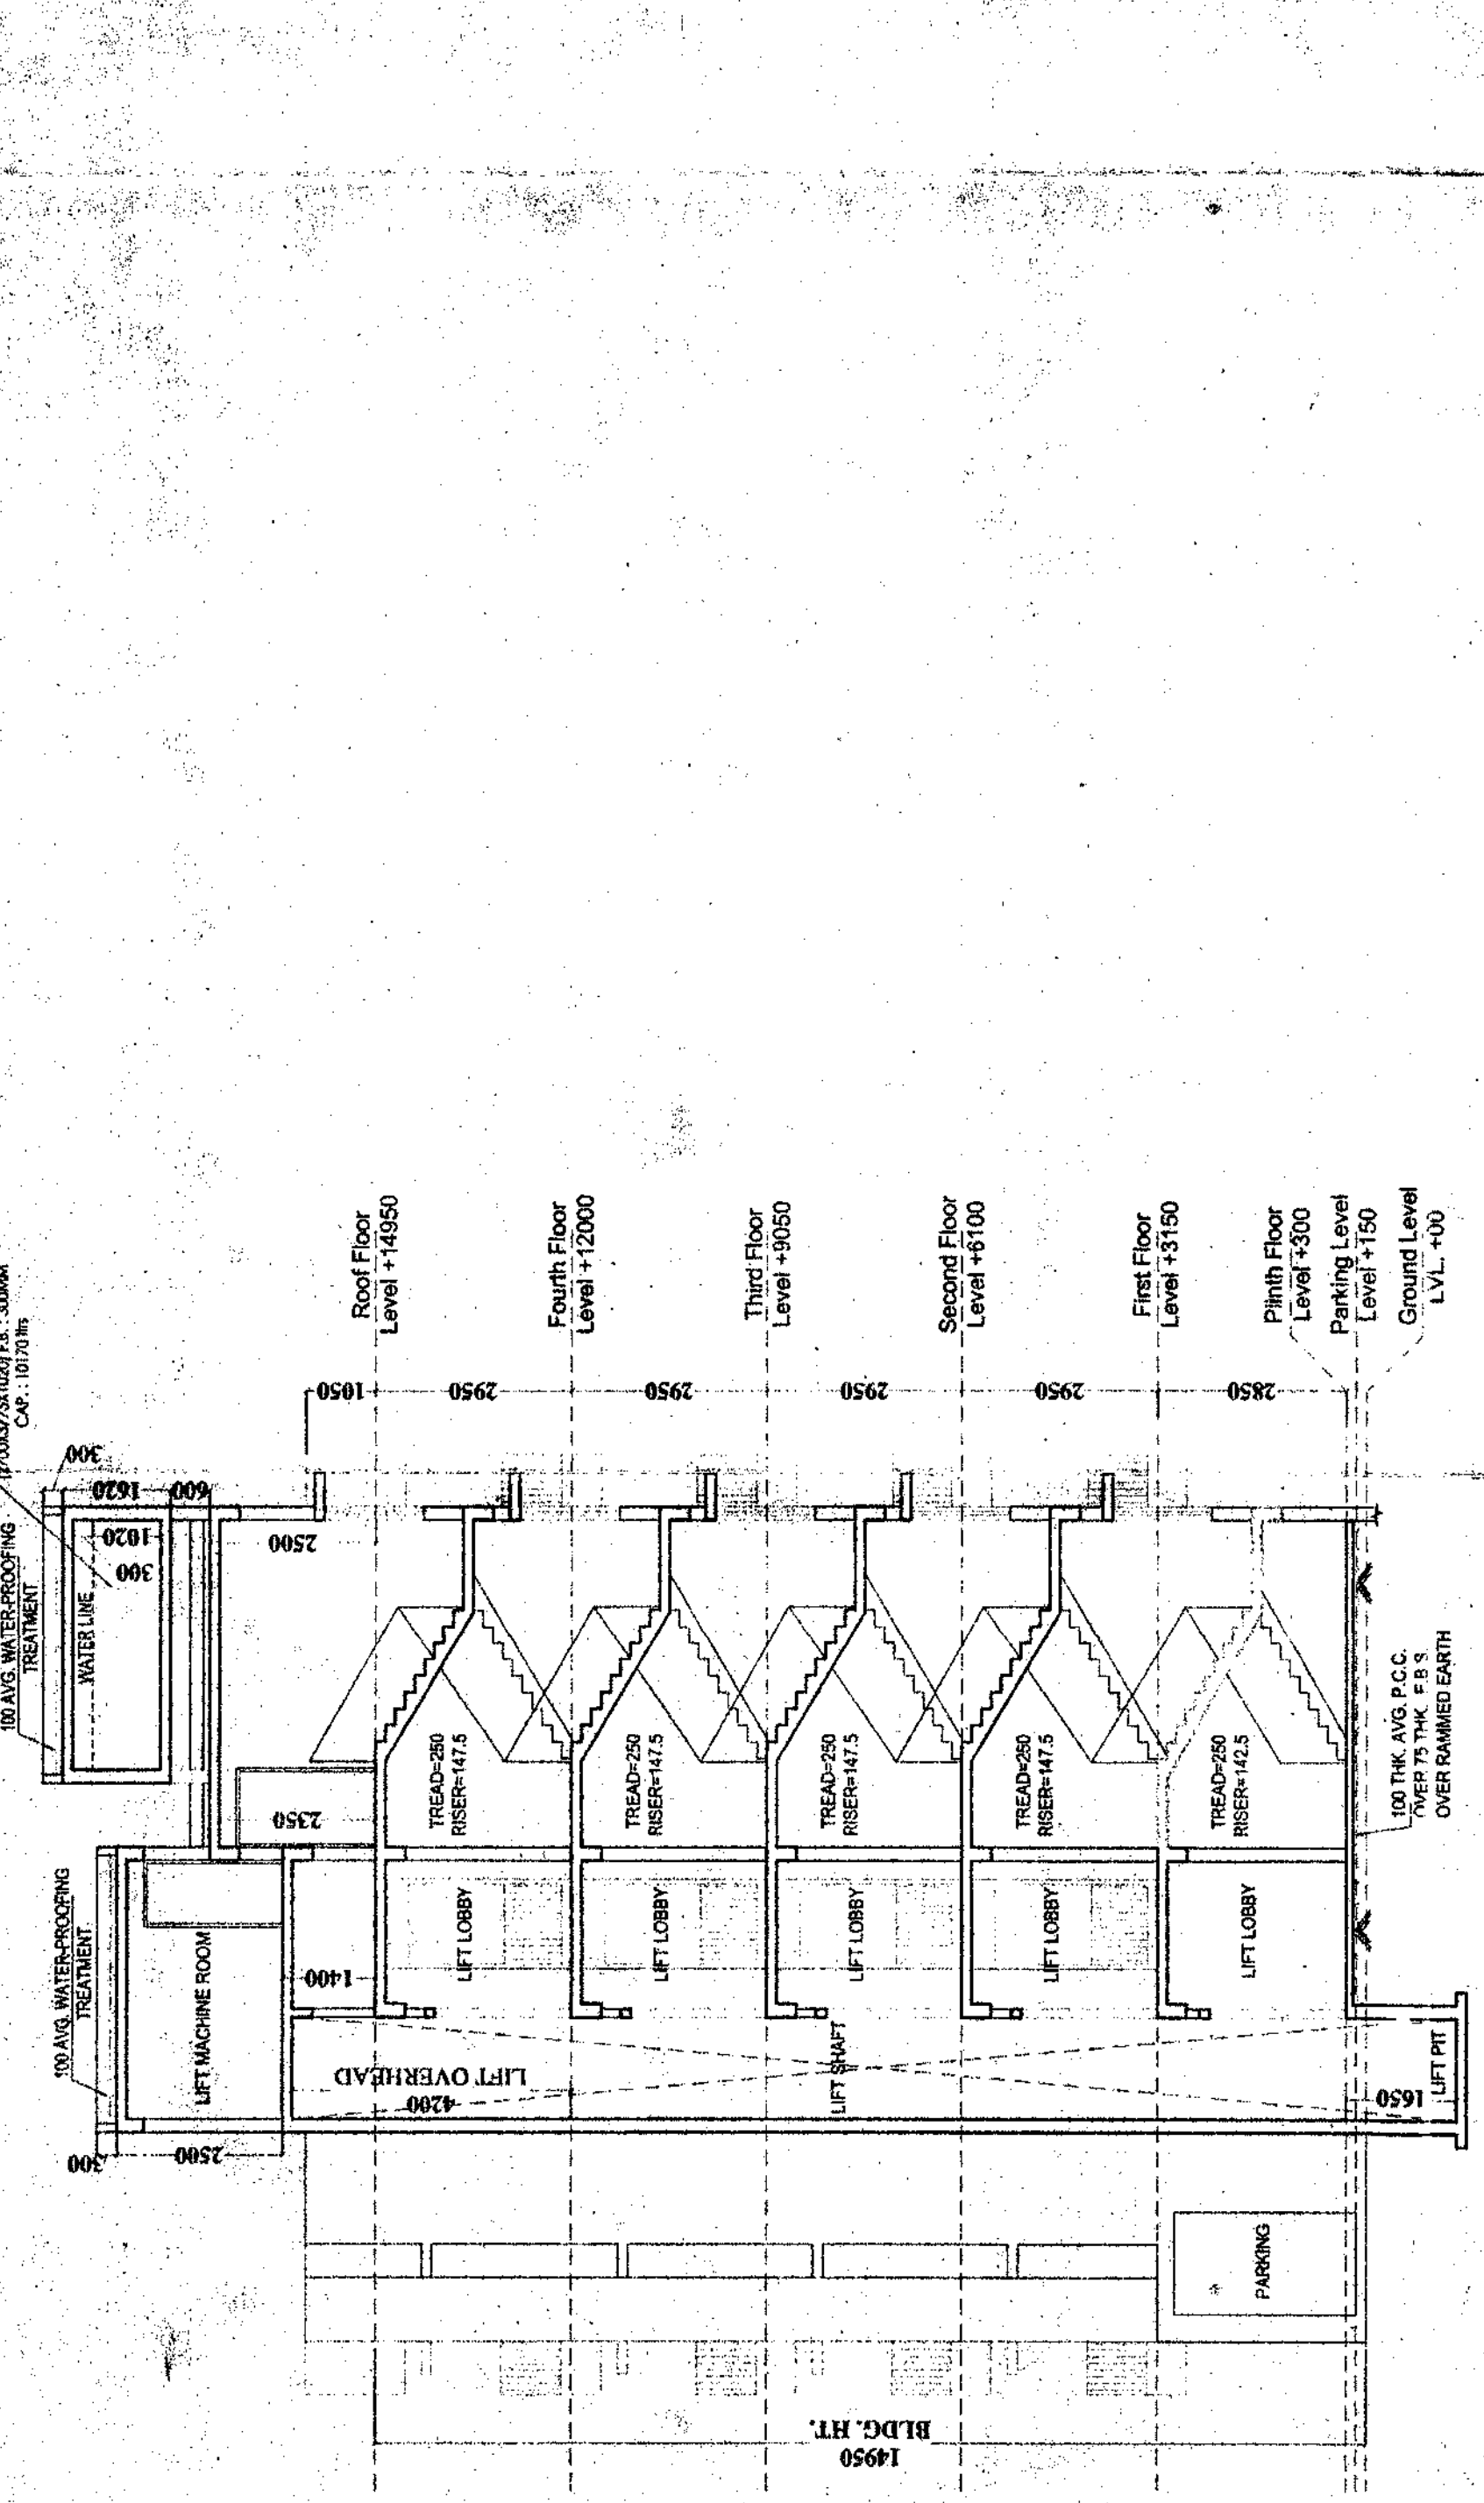 CAP. : 10170 ltrs
100 AVG. WATER-PROOFING
TREATMENT
WATER LINE
300
1620
600
1020
300
2500
100 AVG. WATER-PROOFING
TREATMENT
LIFT MACHINE ROOM
300
2500
2350
1400
LIFT OVERHEAD
4200
1050
Roof Floor
Level +14950
TREAD=250
RISER=147.5
LIFT LOBBY
2950
Fourth Floor
Level +12000
TREAD=250
RISER=147.5
LIFT LOBBY
2950
Third Floor
Level +9050
TREAD=250
RISER=147.5
LIFT LOBBY
LIFT SHAFT
2950
Second Floor
Level +6100
TREAD=250
RISER=147.5
LIFT LOBBY
2950
First Floor
Level +3150
TREAD=250
RISER=142.5
LIFT LOBBY
2850
Plinth Floor
Level +300
Parking Level
Level +150
Ground Level
LVL. +00
100 THK. AVG. P.C.C.
OVER 75 THK. F.B S.
OVER RAMMED EARTH
1650
LIFT PIT
PARKING
BLDG. HT.
14950